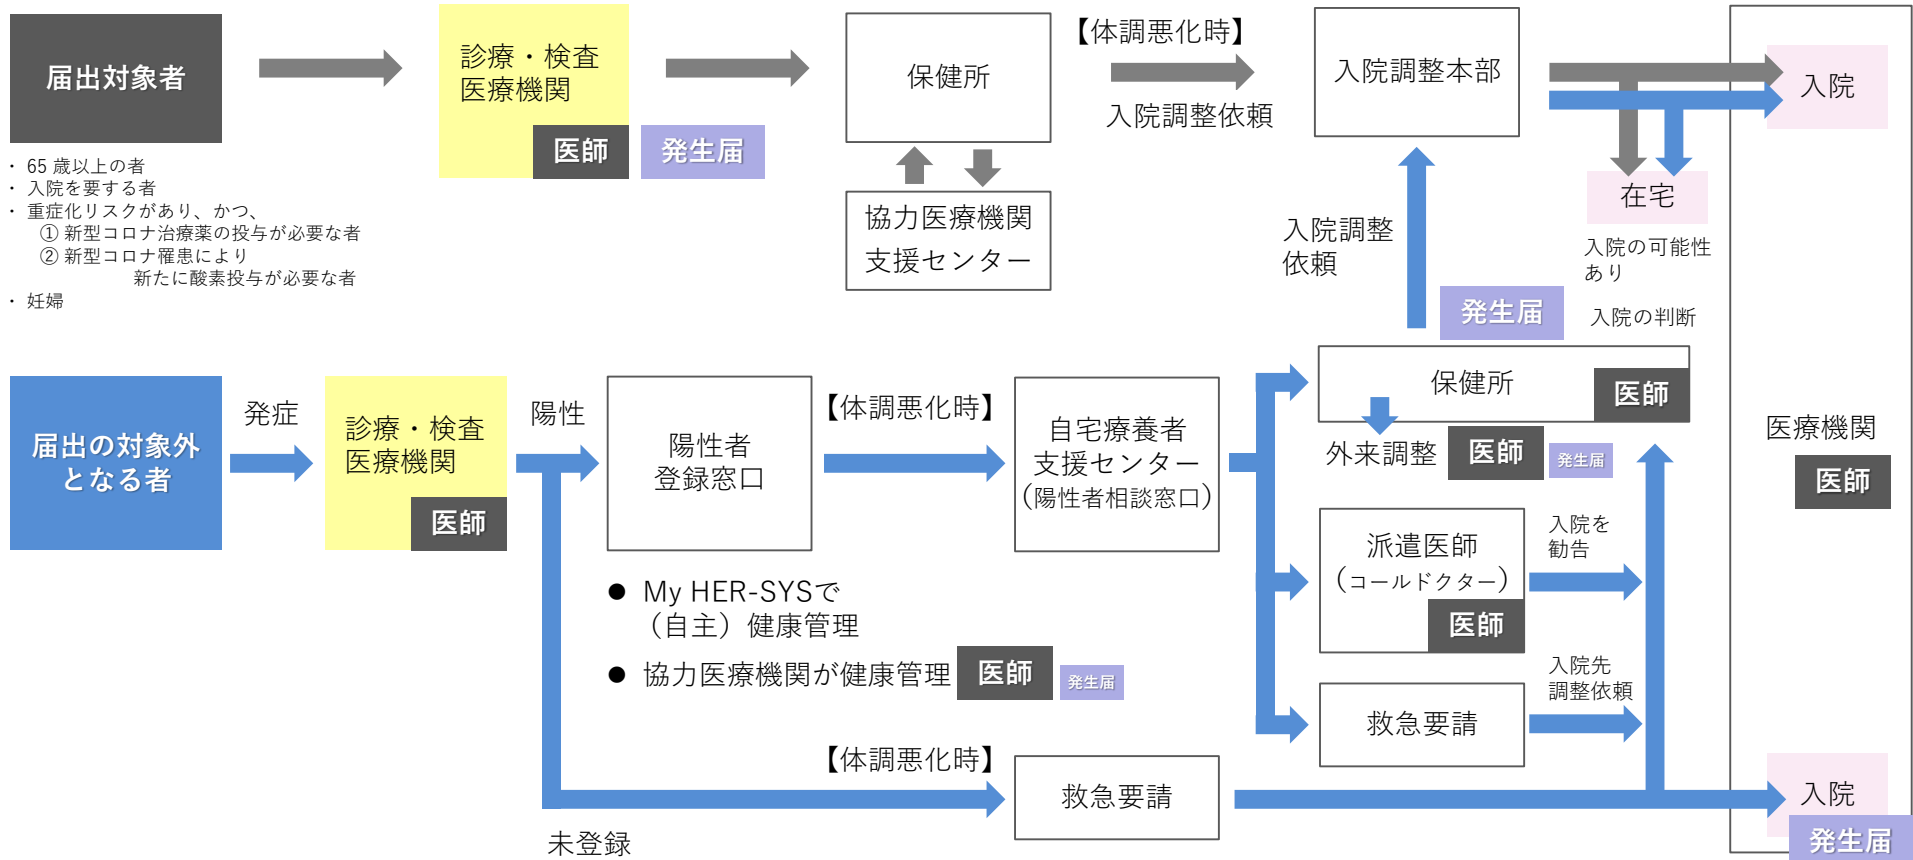 届出対象者
・ 65 歳以上の者
・ 入院を要する者
・ 重症化リスクがあり、かつ、
① 新型コロナ治療薬の投与が必要な者
② 新型コロナ罹患により
新たに酸素投与が必要な者
・ 妊婦
診療・検査
医療機関
医師
発生届
保健所
協力医療機関
支援センター
【体調悪化時】
入院調整依頼
入院調整本部
入院
在宅
入院の可能性
あり
入院の判断
入院調整
依頼
発生届
届出の対象外
となる者
発症
診療・検査
医療機関
医師
陽性
陽性者
登録窓口
【体調悪化時】
自宅療養者
支援センター
（陽性者相談窓口）
保健所
医師
外来調整
医師
発生届
派遣医師
（コールドクター）
医師
入院を
勧告
救急要請
入院先
調整依頼
● My HER-SYSで
（自主）健康管理
● 協力医療機関が健康管理
医師
発生届
【体調悪化時】
救急要請
未登録
医療機関
医師
入院
発生届